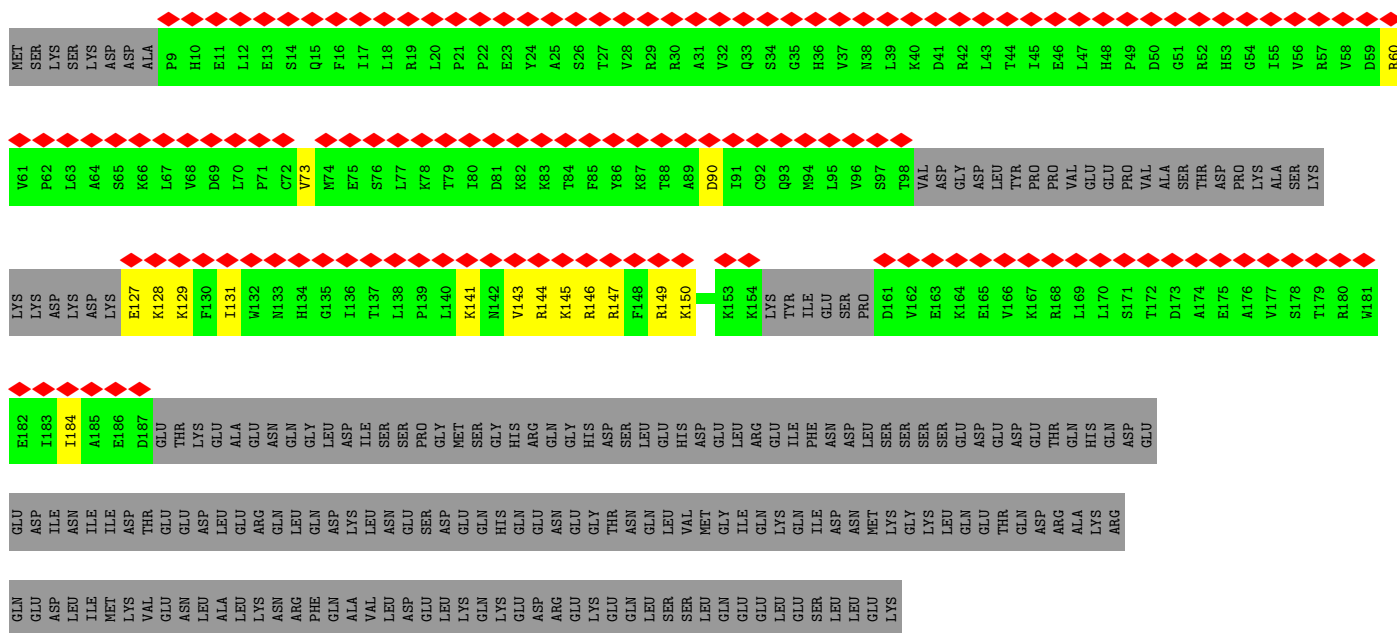 MET SER LYS SER LYS ASP ASP ALA P9 H10 E11 L12 E13 S14 Q15 F16 I17 L18 R19 L20 P21 P22 E23 Y24 A25 S26 T27 V28 R29 R30 A31 V32 Q33 S34 G35 H36 V37 N38 L39 K40 D41 R42 L43 T44 I45 E46 L47 H48 P49 D50 G51 R52 H53 G54 I55 V56 R57 V58 D59 R60
V61 P62 L63 A64 S65 K66 L67 V68 D69 L70 P71 C72 V73 M74 E75 S76 L77 K78 T79 I80 D81 K82 K83 T84 F85 Y86 K87 T88 A89 D90 I91 C92 Q93 M94 L95 V96 S97 T98 VAL ASP GLY ASP LEU TYR PRO PRO VAL GLU GLU PRO VAL ALA SER THR ASP PRO LYS ALA SER LYS
LYS LYS ASP LYS ASP LYS E127 K128 K129 F130 I131 W132 N133 H134 G135 I136 T137 L138 P139 L140 K141 N142 V143 R144 K145 R146 R147 F148 R149 K150 K153 K154 LYS TYR ILE GLU SER PRO D161 V162 E163 K164 E165 V166 K167 R168 L169 L170 S171 T172 D173 A174 E175 A176 V177 S178 T179 R180 W181
E182 I183 I184 A185 E186 D187 GLU THR LYS GLU ALA GLU ASN GLN GLY LEU ASP ILE SER SER PRO GLY MET SER GLY HIS ARG GLN GLY HIS ASP SER LEU GLU HIS ASP GLU LEU ARG GLU ILE PHE ASN ASP LEU SER SER SER SER GLU ASP GLU ASP GLU THR GLN HIS GLN ASP GLU
GLU ASP ILE ASN ILE ILE ASP THR GLU GLU ASP LEU GLU ARG GLN LEU GLN ASP LYS LEU ASN GLU SER ASP GLU GLN HIS GLN GLU ASN GLU GLY THR ASN GLN LEU VAL MET GLY ILE GLN LYS GLN ILE ASP ASN MET LYS GLY LYS LEU GLN GLU THR GLN ASP ARG ALA LYS ARG
GLN GLU ASP LEU ILE MET LYS VAL GLU ASN LEU ALA LEU LYS ASN ARG PHE GLN ALA VAL LEU ASP GLU LEU LYS GLN LYS GLU ASP ARG GLU LYS GLU GLN LEU SER SER LEU GLN GLU GLU LEU GLU SER LEU LEU GLU LYS